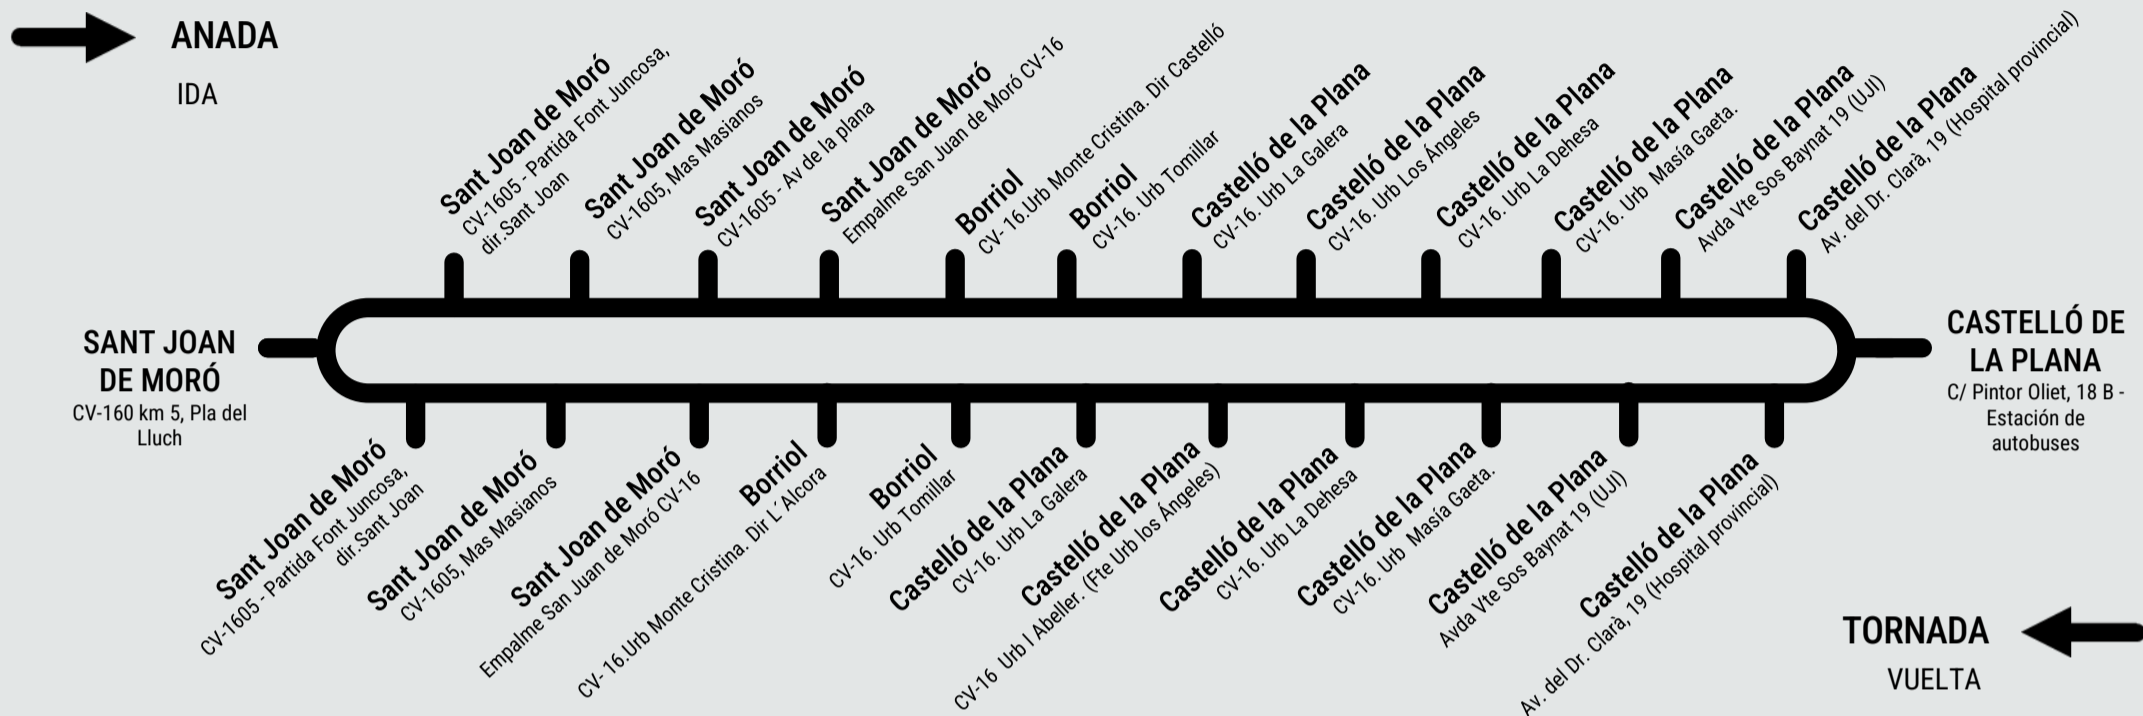 ANADA
IDA
Sant Joan de Moró
CV-1605 - Partida Font Juncosa,
dir.Sant Joan
Sant Joan de Moró
CV-1605, Mas Masianos
Sant Joan de Moró
CV-1605 - Av de la plana
Sant Joan de Moró
Empalme San Juan de Moró CV-16
Borriol
CV- 16.Urb Monte Cristina. Dir Castelló
Borriol
CV-16. Urb Tomillar
Castelló de la Plana
CV-16. Urb La Galera
Castelló de la Plana
CV-16. Urb Los Ángeles
Castelló de la Plana
CV-16. Urb La Dehesa
Castelló de la Plana
CV-16. Urb Masía Gaeta.
Castelló de la Plana
Avda Vte Sos Baynat 19 (UJI)
Castelló de la Plana
Av. del Dr. Clarà, 19 (Hospital provincial)
SANT JOAN
DE MORÓ
CV-160 km 5, Pla del
Lluch
CASTELLÓ DE
LA PLANA
C/ Pintor Oliet, 18 B -
Estación de
autobuses
Sant Joan de Moró
CV-1605 - Partida Font Juncosa,
dir.Sant Joan
Sant Joan de Moró
CV-1605, Mas Masianos
Sant Joan de Moró
Empalme San Juan de Moró CV-16
Borriol
CV- 16.Urb Monte Cristina. Dir L´Alcora
Borriol
CV-16. Urb Tomillar
Castelló de la Plana
CV-16. Urb La Galera
Castelló de la Plana
CV-16 Urb l Abeller. (Fte Urb los Ángeles)
Castelló de la Plana
CV-16. Urb La Dehesa
Castelló de la Plana
CV-16. Urb Masía Gaeta.
Castelló de la Plana
Avda Vte Sos Baynat 19 (UJI)
Castelló de la Plana
Av. del Dr. Clarà, 19 (Hospital provincial)
TORNADA
VUELTA